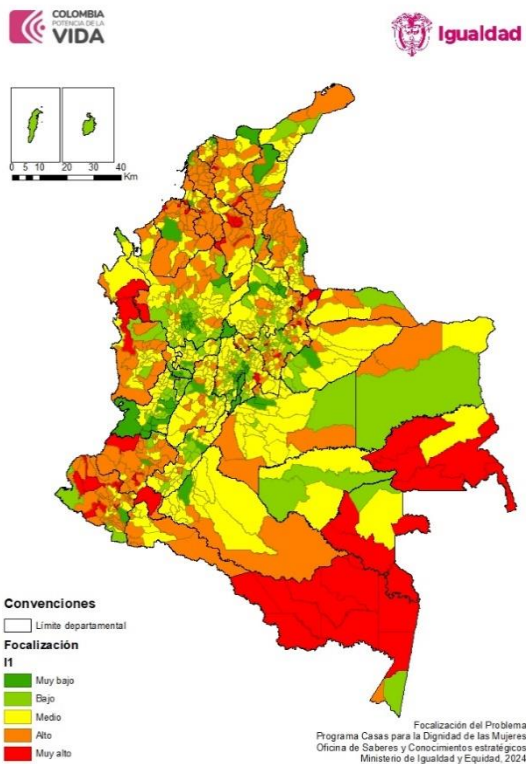 COLOMBIA
POTENCIA DE LA
VIDA
Igualdad
0 5 10 20 30 40
Km
Convenciones
Límite departamental
Focalización
I1
Muy bajo
Bajo
Medio
Alto
Muy alto
Focalización del Problema
Programa Casas para la Dignidad de las Mujeres
Oficina de Saberes y Conocimientos estratégicos
Ministerio de Igualdad y Equidad, 2024